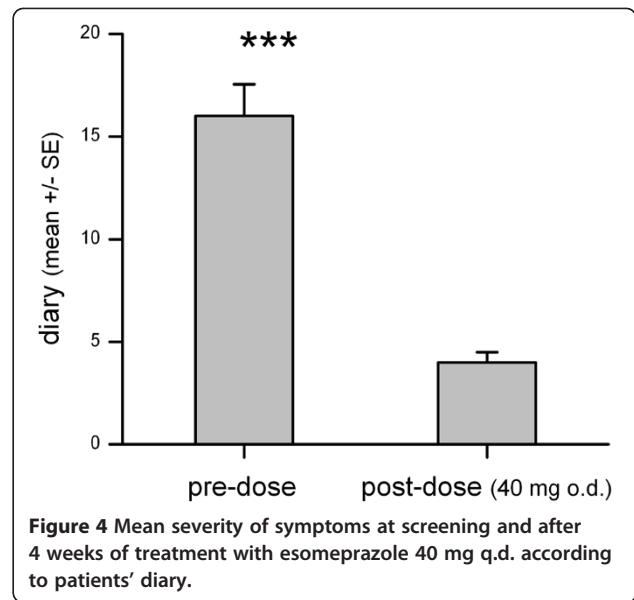 ***
20
15
10
5
0
diary (mean +/- SE)
pre-dose
post-dose (40 mg o.d.)
Figure 4 Mean severity of symptoms at screening and after
4 weeks of treatment with esomeprazole 40 mg q.d. according
to patients’ diary.